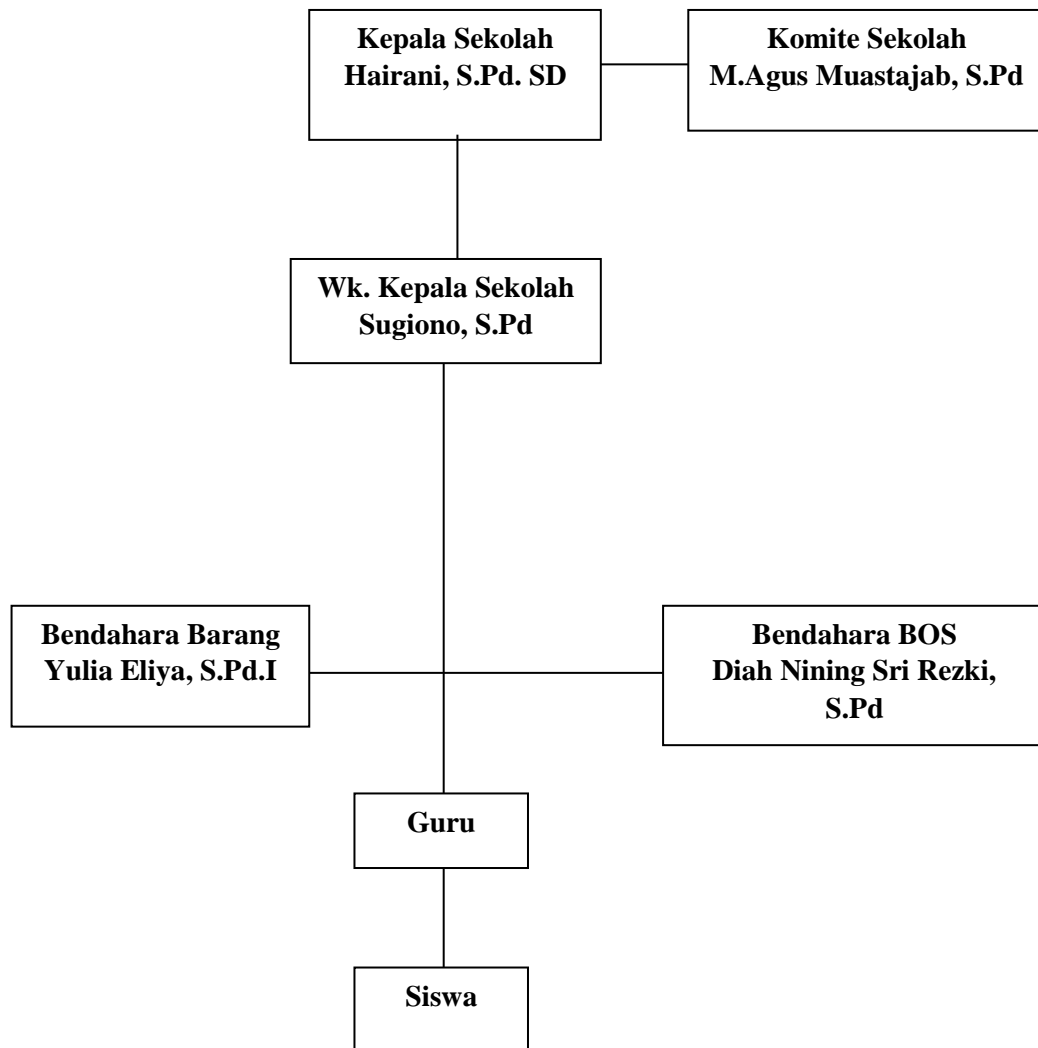 Kepala Sekolah
Hairani, S.Pd. SD
Komite Sekolah
M.Agus Muastajab, S.Pd
Wk. Kepala Sekolah
Sugiono, S.Pd
Bendahara Barang
Yulia Eliya, S.Pd.I
Bendahara BOS
Diah Nining Sri Rezki,
S.Pd
Guru
Siswa